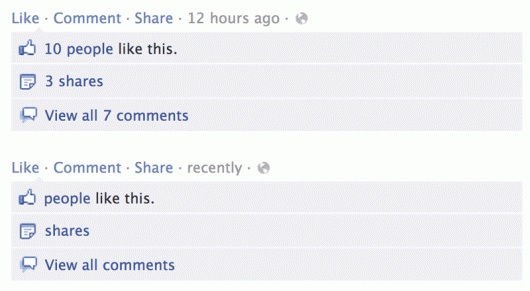 Like · Comment · Share · 12 hours ago ·
10 people like this.
3 shares
View all 7 comments
Like · Comment · Share · recently ·
people like this.
shares
View all comments